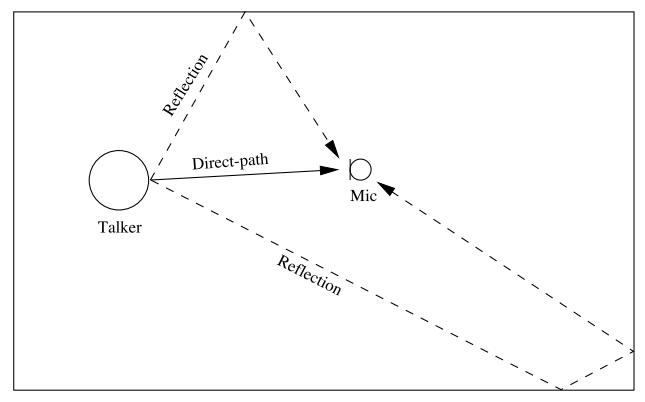 Reflection
Direct-path
Mic
Talker
Reflection